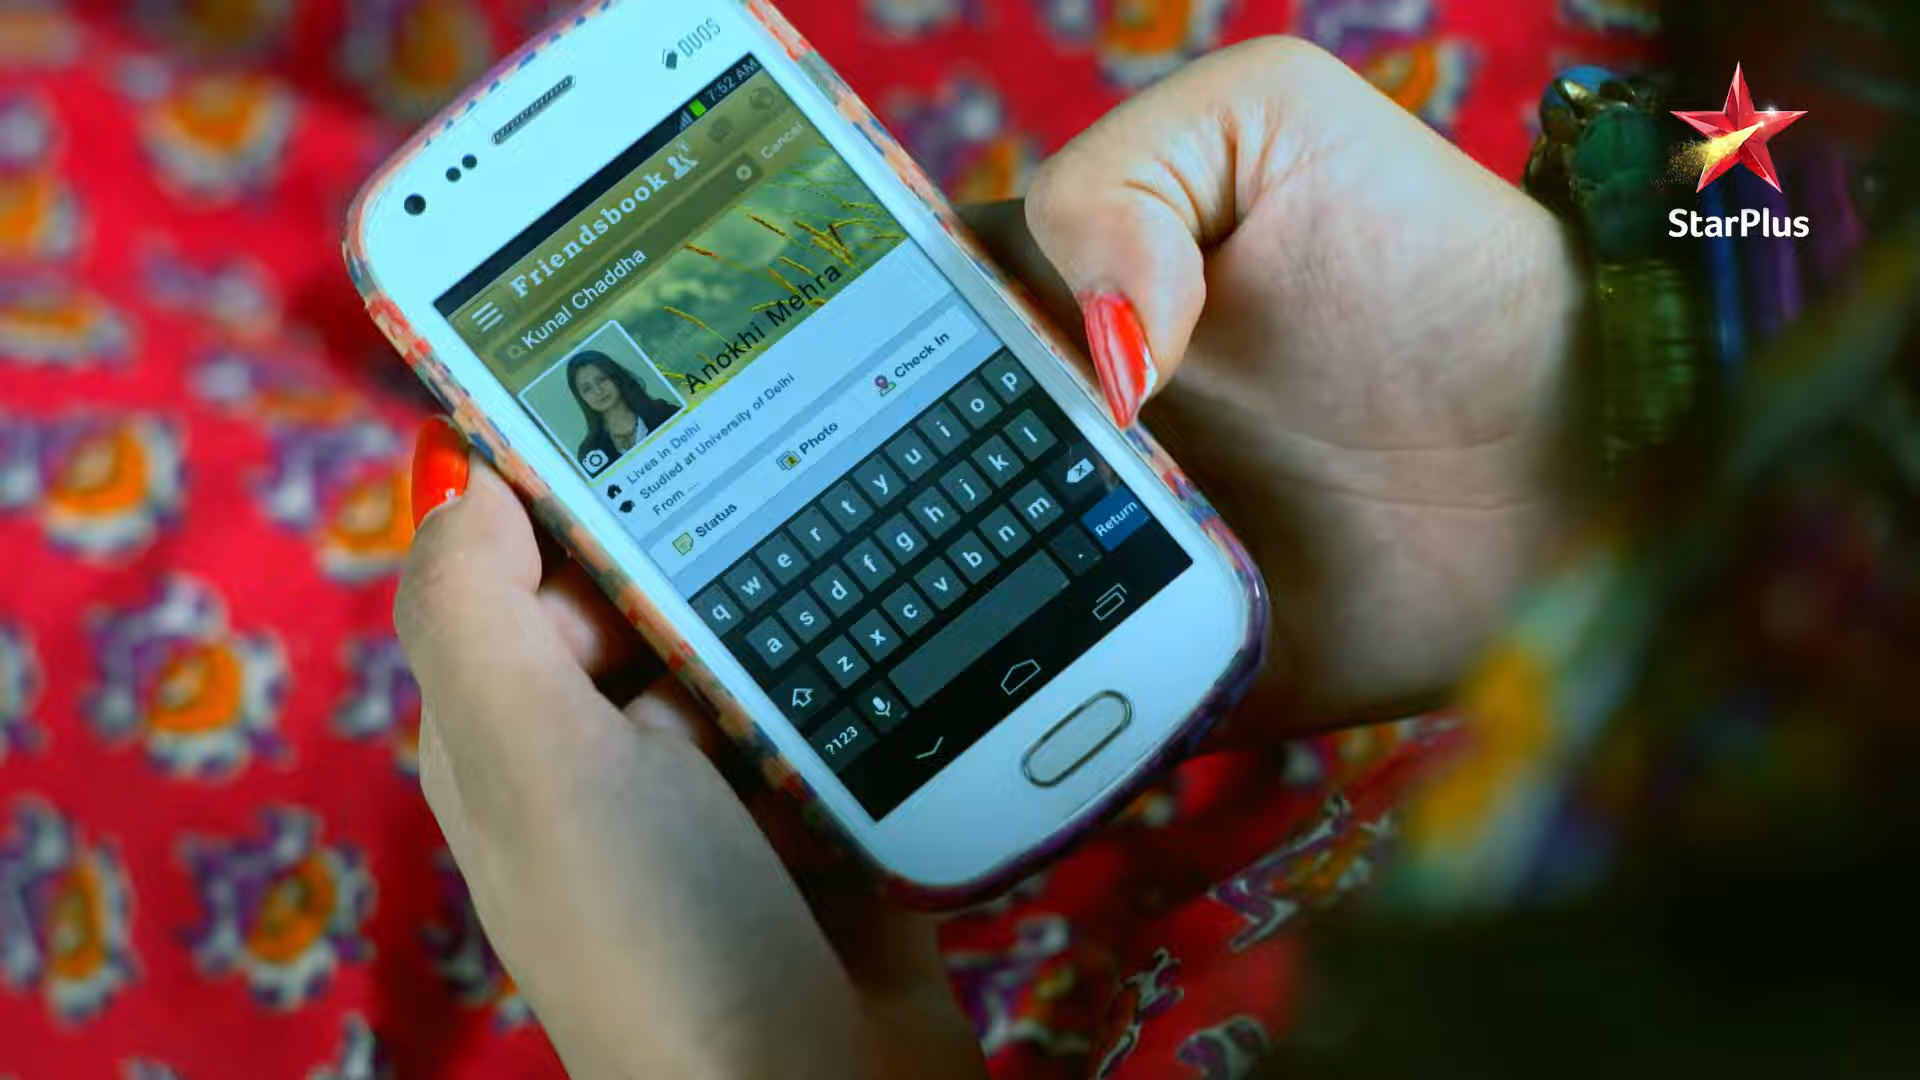 DUOS
7:52 AM
Friendsbook
Kunal Chaddha
Cancel
Anokhi Mehra
Lives in Delhi
Studied at University of Delhi
From ---
Status
Photo
Check In
q w e r t y u i o p
a s d f g h j k l
z x c v b n m
?123
.
Return
StarPlus